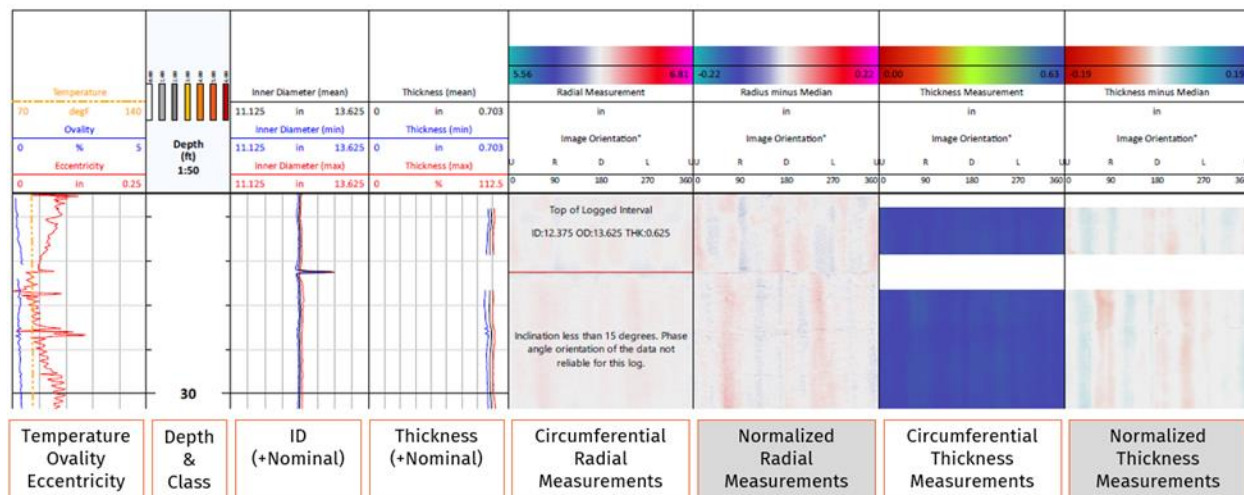 Temperature
70 degF 140
Ovality
0 % 5
Eccentricity
0 in 0.25
Depth
(ft)
1:50
Inner Diameter (mean)
11.125 in 13.625
Inner Diameter (min)
11.125 in 13.625
Inner Diameter (max)
11.125 in 13.625
Thickness (mean)
0 in 0.703
Thickness (min)
0 in 0.703
Thickness (max)
0 % 112.5
5.56 6.81
Radial Measurement
in
Image Orientation*
U R D L U
0 90 180 270 360
-0.22 0.22
Radius minus Median
in
Image Orientation*
U R D L U
0 90 180 270 360
0.00 0.63
Thickness Measurement
in
Image Orientation*
U R D L U
0 90 180 270 360
-0.19 0.19
Thickness minus Median
in
Image Orientation*
U R D L
0 90 180 270 360
Top of Logged Interval
ID:12.375 OD:13.625 THK:0.625
Inclination less than 15 degrees. Phase
angle orientation of the data not
reliable for this log.
30
Temperature
Ovality
Eccentricity
Depth
&
Class
ID
(+Nominal)
Thickness
(+Nominal)
Circumferential
Radial
Measurements
Normalized
Radial
Measurements
Circumferential
Thickness
Measurements
Normalized
Thickness
Measurements